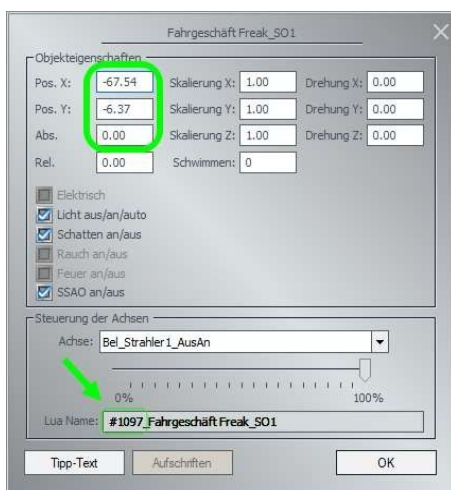 Fahrgeschäft Freak_SO1
Objekteigenschaften
Pos. X: -67.54 Skalierung X: 1.00 Drehung X: 0.00
Pos. Y: -6.37 Skalierung Y: 1.00 Drehung Y: 0.00
Abs. 0.00 Skalierung Z: 1.00 Drehung Z: 0.00
Rel. 0.00 Schwimmen: 0
Elektrisch
Licht aus/an/auto
Schatten an/aus
Rauch an/aus
Feuer an/aus
SSAO an/aus
Steuerung der Achsen
Achse: Bel_Strahler1_AusAn
0% 100%
Lua Name: #1097_Fahrgeschäft Freak_SO1
Tipp-Text Aufschriften OK